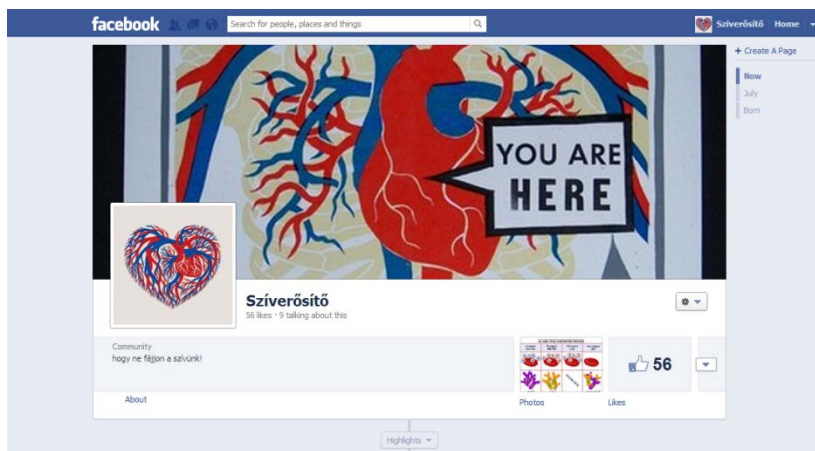 facebook
Search for people, places and things
Szíverősítő
Home
+ Create A Page
Now
July
Born
YOU ARE
HERE
Szíverősítő
56 likes · 9 talking about this
Community
hogy ne fájjon a szívünk!
56
About
Photos
Likes
Highlights